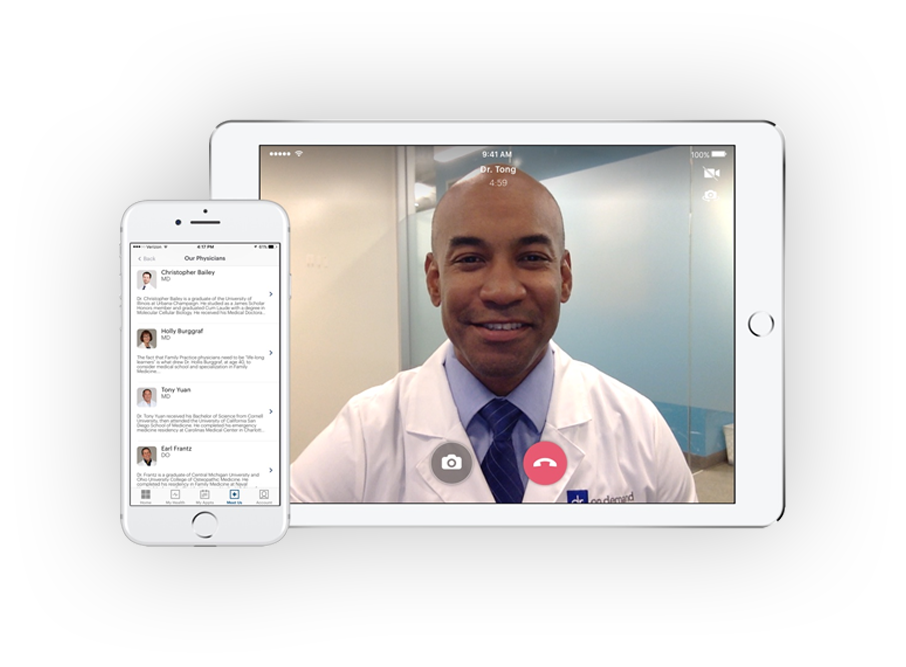 9:41 AM
100%
Dr. Tong
4:59
Verizon
4:17 PM
81%
Back
Our Physicians
Christopher Bailey
MD
Dr. Christopher Bailey is a graduate of the University of
Illinois at Urbana Champaign. He studied as a James Scholar
Honors member and graduated Cum Laude with a degree in
Molecular Cellular Biology. He received his Medical Doctora...
Holly Burggraf
MD
The fact that Family Practice physicians need to be "life-long
learners" is what drew Dr. Holly Burggraf, at age 40, to
consider medical school and specialization in Family
Medicine....
Tony Yuan
MD
Dr. Tony Yuan received his Bachelor of Science from Cornell
University, then attended the University of California San
Diego School of Medicine. He completed his emergency
medicine residency at Carolinas Medical Center in Charlott...
Earl Frantz
DO
Dr. Frantz is a graduate of Central Michigan University and
Ohio University College of Osteopathic Medicine. He
completed his residency in Family Medicine at Naval
Home
My Health
My Appts
Meet Us
Account
dr.
on demand